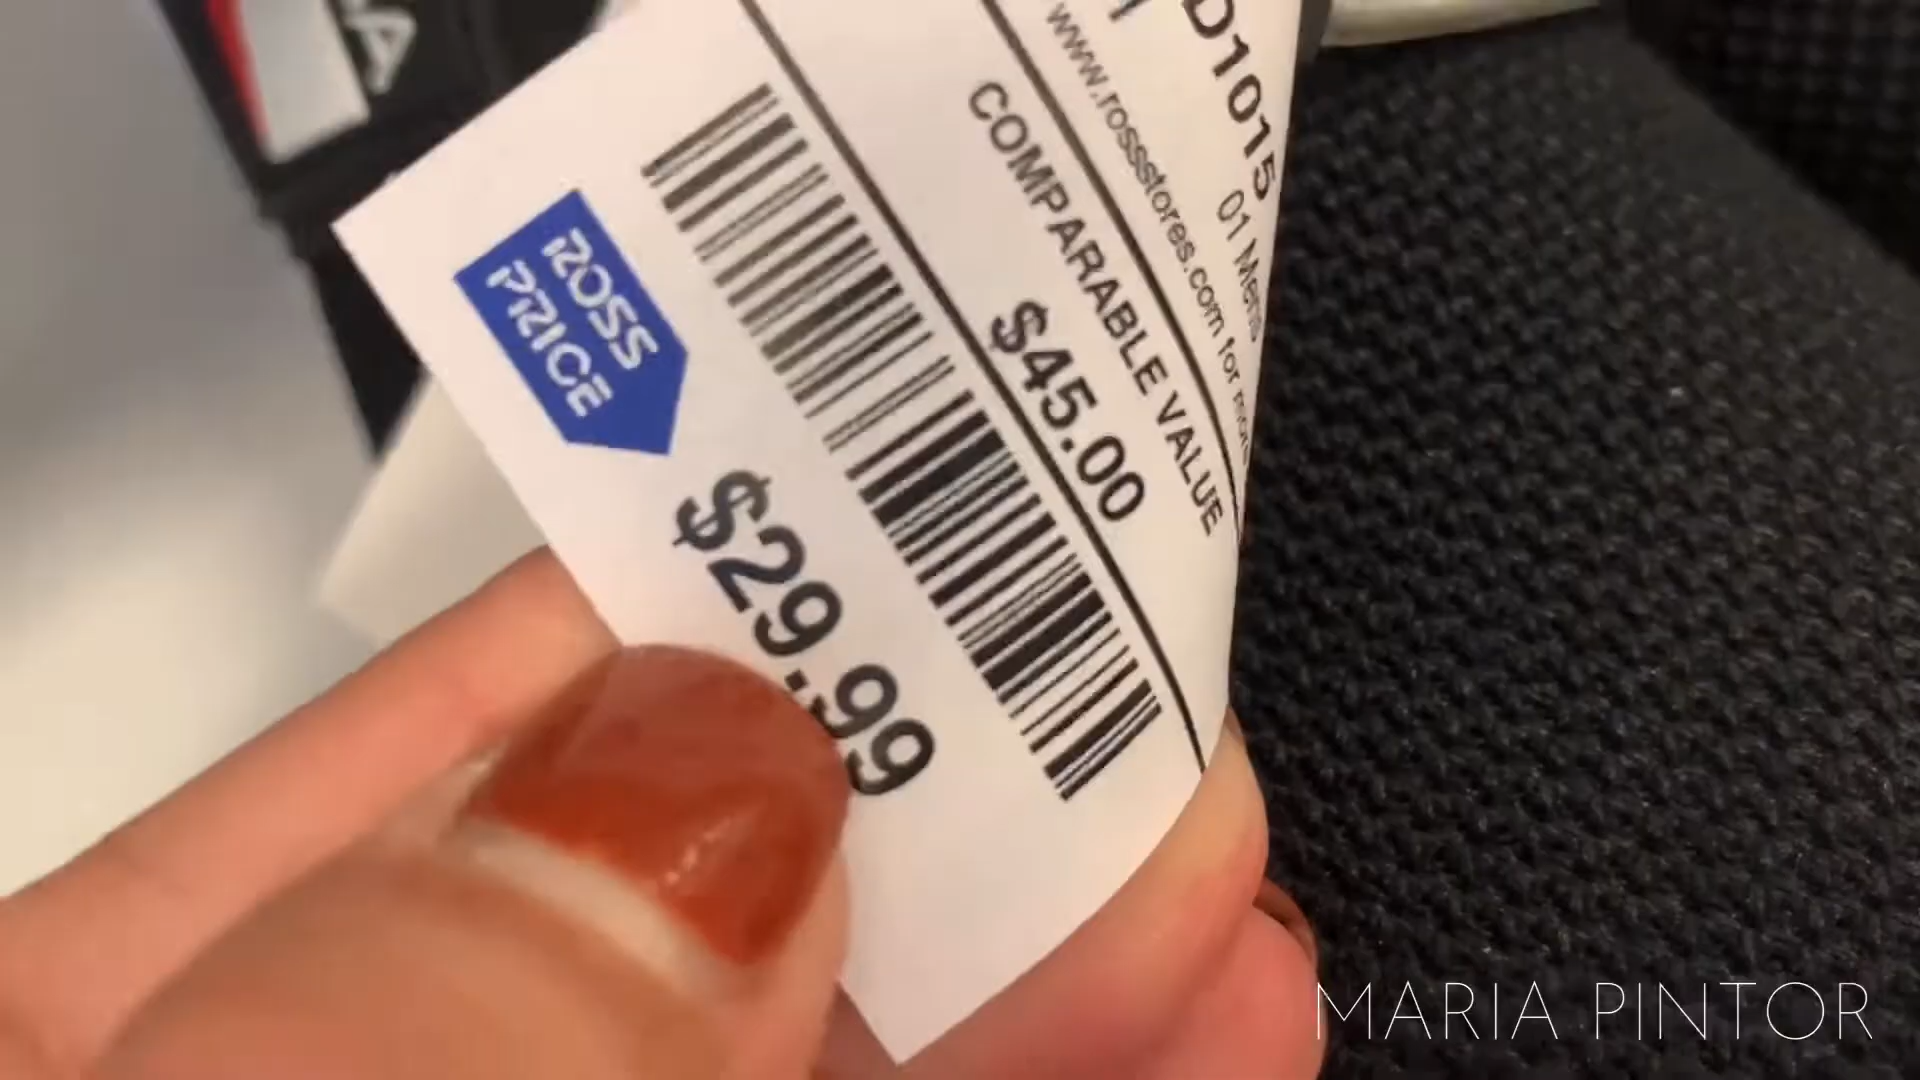 D1015
01 Mens
www.rossstores.com for
COMPARABLE VALUE
$45.00
ROSS
PRICE
$29.99
MARIA PINTOR